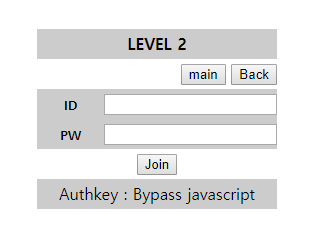 LEVEL 2
main Back
ID
PW
Join
Authkey : Bypass javascript